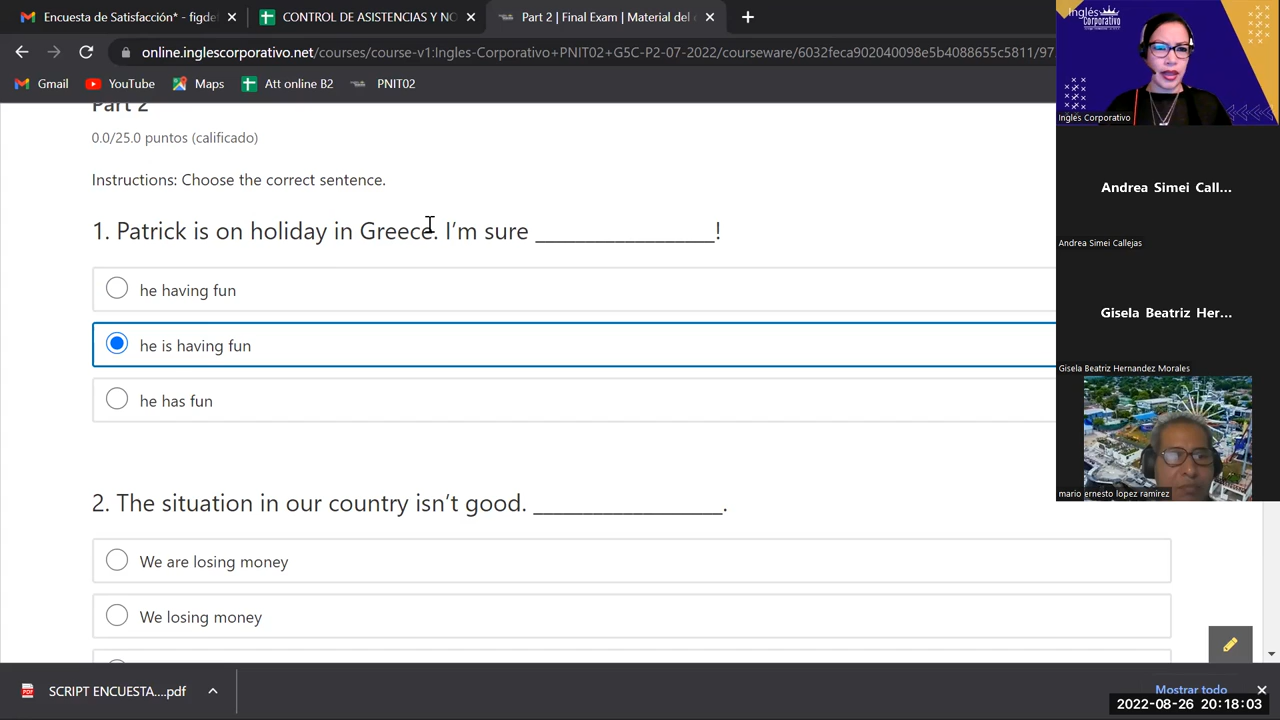 Encuesta de Satisfacción* - figdef
CONTROL DE ASISTENCIAS Y NO
Part 3 | Final Exam | Material del c
online.inglescorporativo.net/courses/course-v1:Ingles
PNIT02+G5C-P2-07-2022/courseware/6032feca902040098e5b4088655c5811/97
Gmail
YouTube
Maps
Att online B2
PNIT02
Part 2
0.0/25.0 puntos (calificado)
Instructions: Choose the correct sentence.
1. Patrick is on holiday in Greece. I’m sure ___________________!
he having fun
he is having fun
he has fun
2. The situation in our country isn’t good. ____________________.
We are losing money
We losing money
Inglés
Corporativo
Inglés Corporativo
Andrea Simei Call...
Andrea Simei Callejas
Gisela Beatriz Her...
Gisela Beatriz Hernandez Morales
mario ernesto lopez ramirez
SCRIPT ENCUESTA....pdf
Mostrar todo
2022-08-26 20:18:03